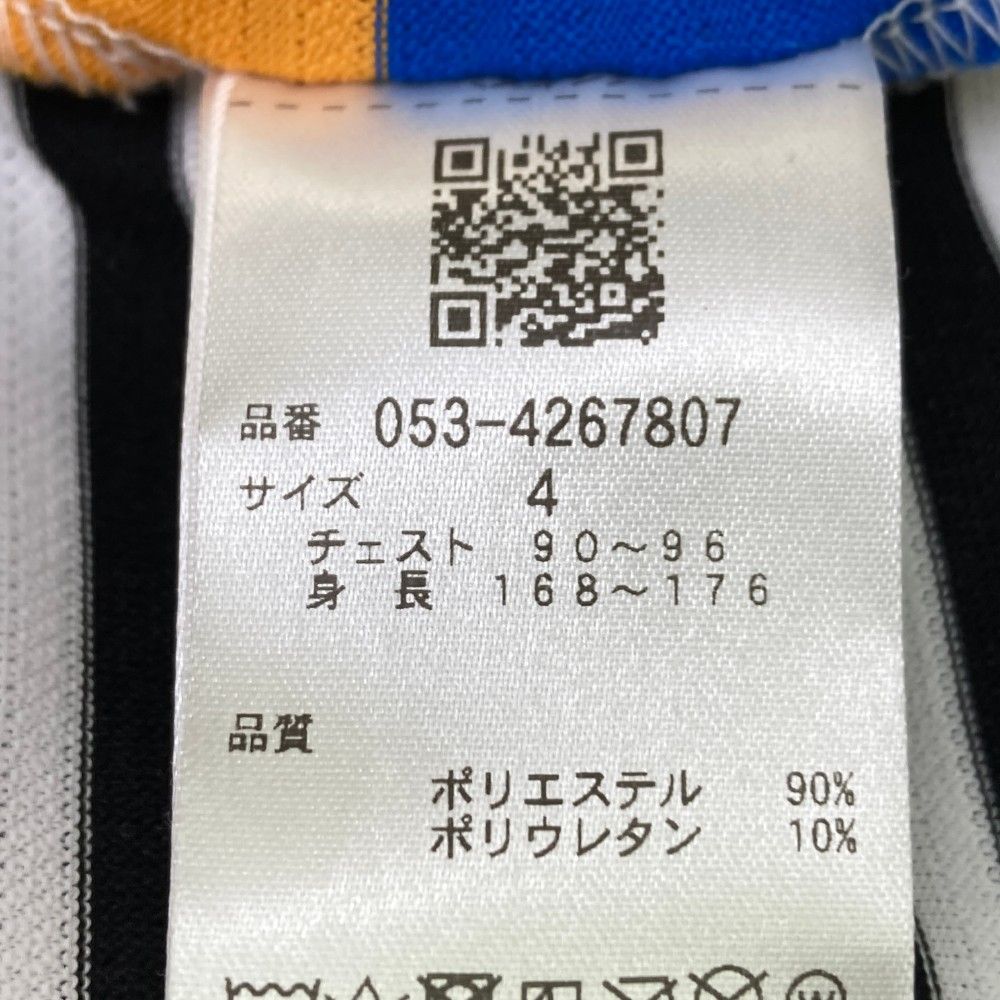 品番 053-4267807
サイズ 4
チェスト 90~96
身長 168~176
品質
ポリエステル 90%
ポリウレタン 10%
W